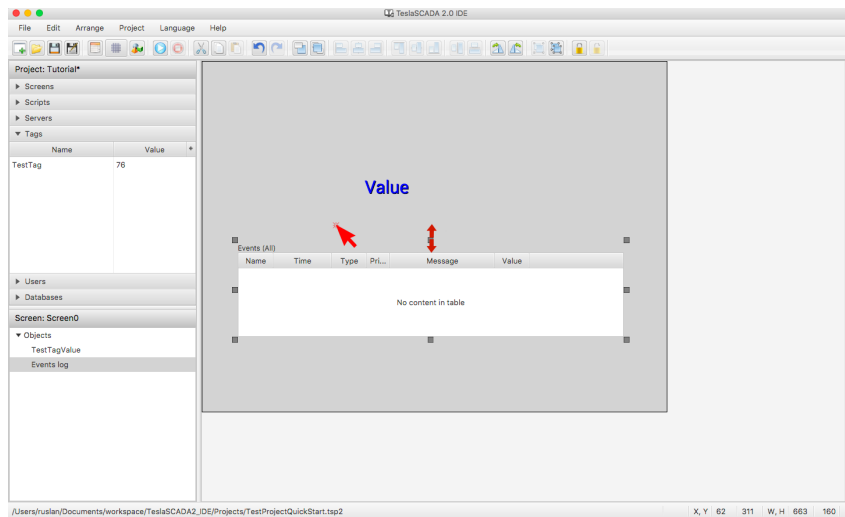 TeslaSCADA 2.0 IDE
File Edit Arrange Project Language Help
Project: Tutorial*
Screens
Scripts
Servers
Tags
Name Value +
TestTag 76
Users
Databases
Screen: Screen0
Objects
TestTagValue
Events log
Value
Events (All)
Name Time Type Pri... Message Value
No content in table
/Users/ruslan/Documents/workspace/TeslaSCADA2_IDE/Projects/TestProjectQuickStart.tsp2 X, Y 62 311 W, H 663 160